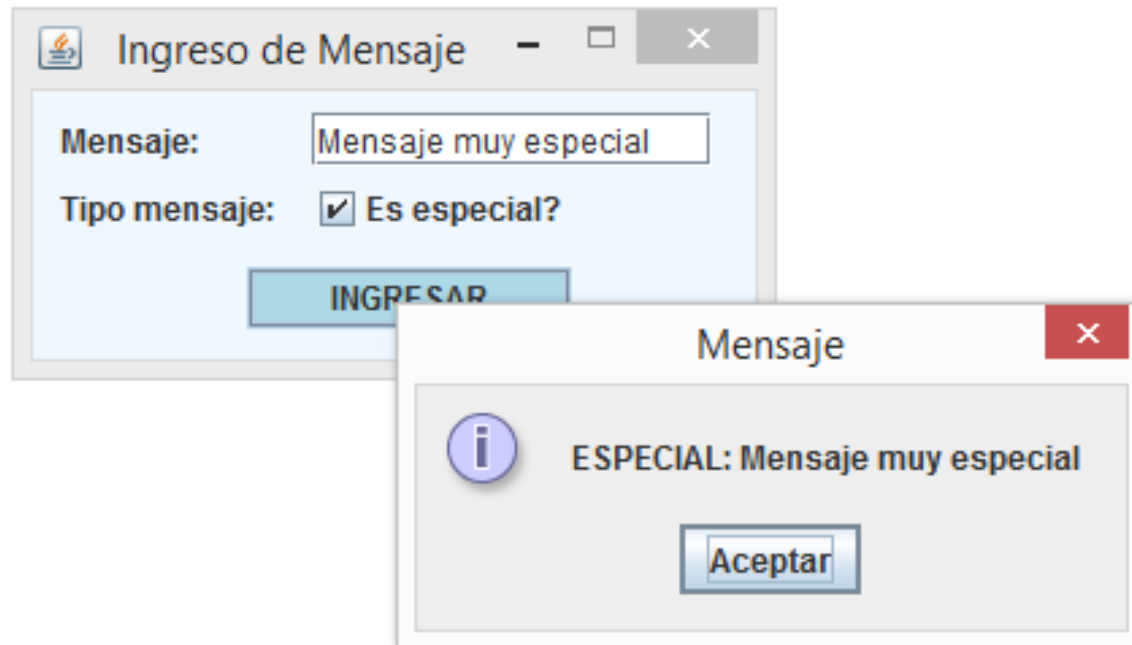 Ingreso de Mensaje
Mensaje: Mensaje muy especial
Tipo mensaje: Es especial?
INGRESAR
Mensaje
ESPECIAL: Mensaje muy especial
Aceptar